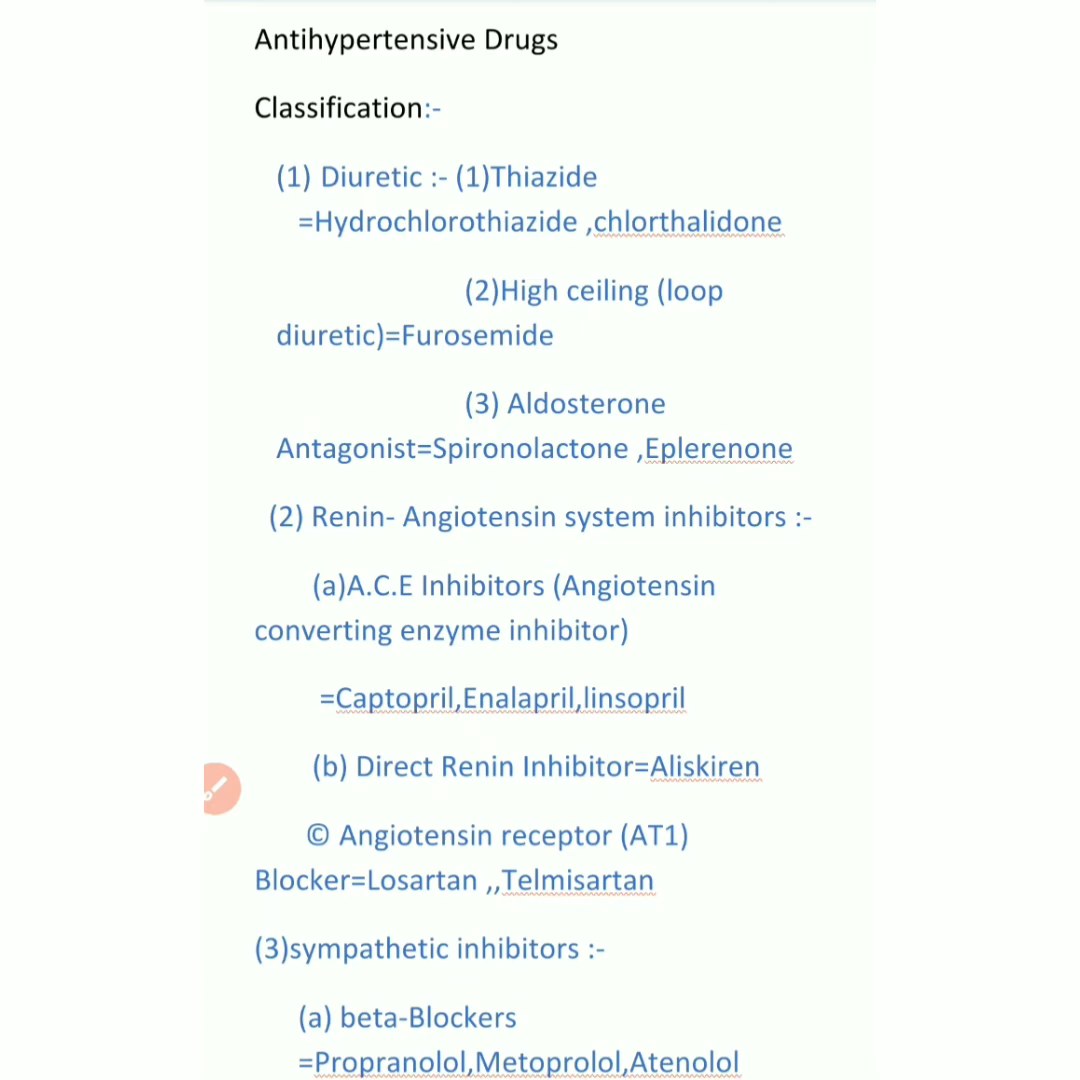 Antihypertensive Drugs
Classification:-
(1) Diuretic :- (1)Thiazide
=Hydrochlorothiazide ,chlorthalidone
(2)High ceiling (loop
diuretic)=Furosemide
(3) Aldosterone
Antagonist=Spironolactone ,Eplerenone
(2) Renin- Angiotensin system inhibitors :-
(a)A.C.E Inhibitors (Angiotensin
converting enzyme inhibitor)
=Captopril,Enalapril,linsopril
(b) Direct Renin Inhibitor=Aliskiren
© Angiotensin receptor (AT1)
Blocker=Losartan ,,Telmisartan
(3)sympathetic inhibitors :-
(a) beta-Blockers
=Propranolol,Metoprolol,Atenolol